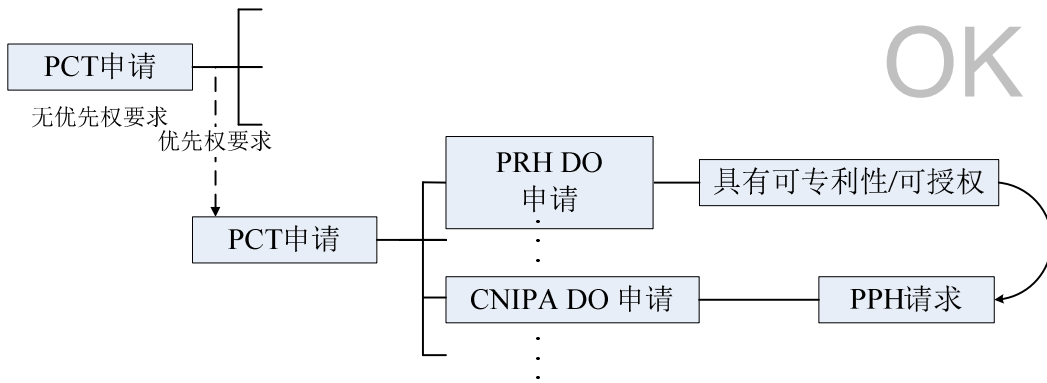 OK
PCT申请
无优先权要求
优先权要求
PRH DO
申请
具有可专利性/可授权
PCT申请
CNIPA DO 申请
PPH请求